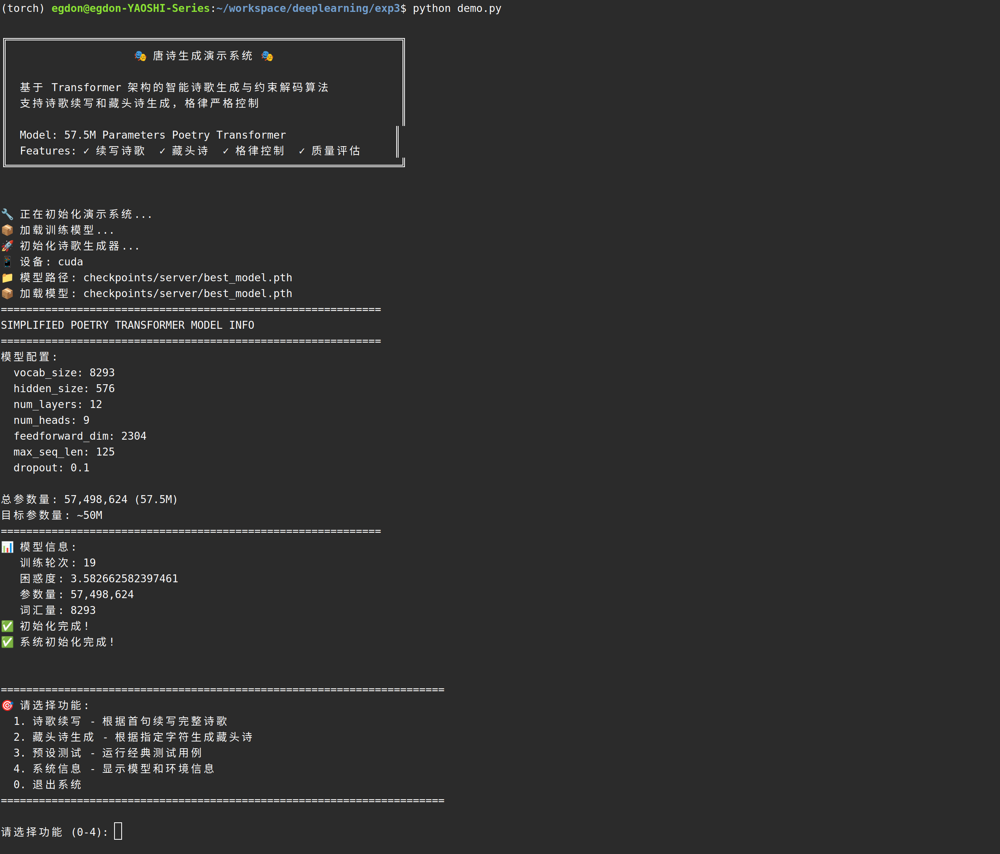 (torch) egdon@egdon-YAOSHI-Series:~/workspace/deeplearning/exp3$ python demo.py
🎭 唐诗生成演示系统 🎭
基于 Transformer 架构的智能诗歌生成与约束解码算法
支持诗歌续写和藏头诗生成，格律严格控制
Model: 57.5M Parameters Poetry Transformer
Features: ✓ 续写诗歌  ✓ 藏头诗  ✓ 格律控制  ✓ 质量评估
🔧 正在初始化演示系统...
📦 加载训练模型...
🚀 初始化诗歌生成器...
📱 设备: cuda
📁 模型路径: checkpoints/server/best_model.pth
📦 加载模型: checkpoints/server/best_model.pth
============================================================
SIMPLIFIED POETRY TRANSFORMER MODEL INFO
============================================================
模型配置:
  vocab_size: 8293
  hidden_size: 576
  num_layers: 12
  num_heads: 9
  feedforward_dim: 2304
  max_seq_len: 125
  dropout: 0.1
总参数量: 57,498,624 (57.5M)
目标参数量: ~50M
============================================================
📊 模型信息:
   训练轮次: 19
   困惑度: 3.582662582397461
   参数量: 57,498,624
   词汇量: 8293
✅ 初始化完成!
✅ 系统初始化完成!
======================================================================
🎯 请选择功能:
  1. 诗歌续写 - 根据首句续写完整诗歌
  2. 藏头诗生成 - 根据指定字符生成藏头诗
  3. 预设测试 - 运行经典测试用例
  4. 系统信息 - 显示模型和环境信息
  0. 退出系统
======================================================================
请选择功能 (0-4):